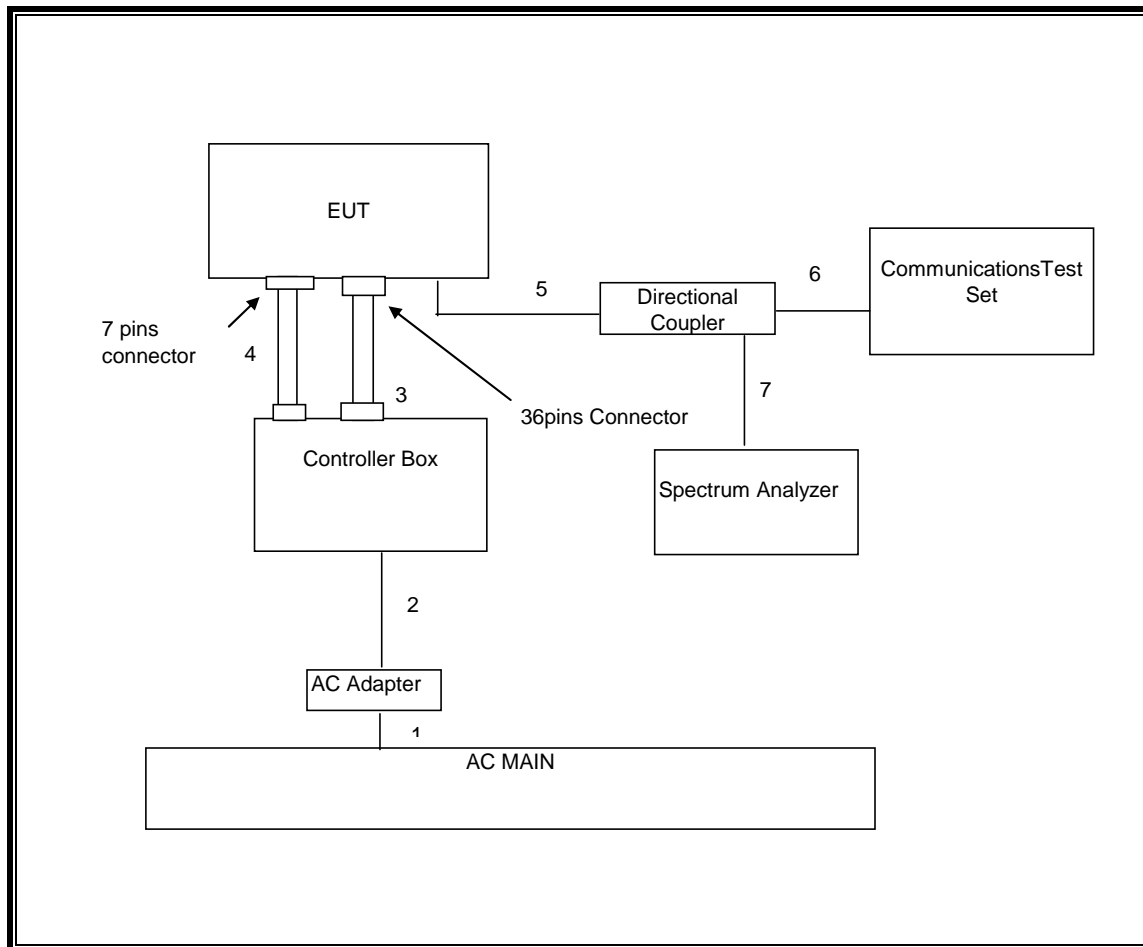 EUT
CommunicationsTest
Set
6
5
Directional
Coupler
7 pins
connector
4
3
7
36pins Connector
Controller Box
Spectrum Analyzer
2
AC Adapter
1
AC MAIN